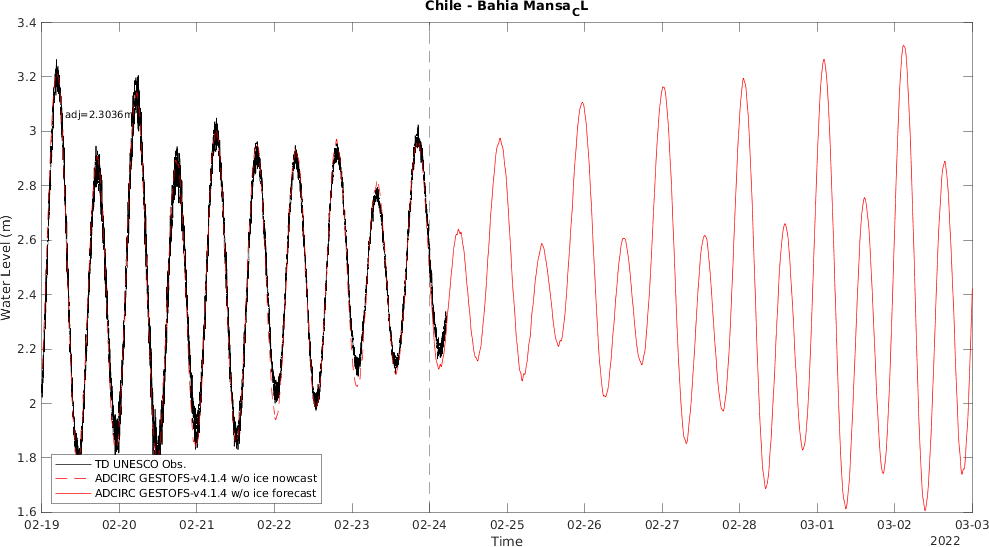 Chile - Bahia Mansa_CL
3.4
3.2
3
2.8
2.6
2.4
2.2
2
1.8
1.6
Water Level (m)
adj=2.3036m
TD UNESCO Obs.
ADCIRC GESTOFS-v4.1.4 w/o ice nowcast
ADCIRC GESTOFS-v4.1.4 w/o ice forecast
02-19 02-20 02-21 02-22 02-23 02-24 02-25 02-26 02-27 02-28 03-01 03-02 03-03
Time
2022